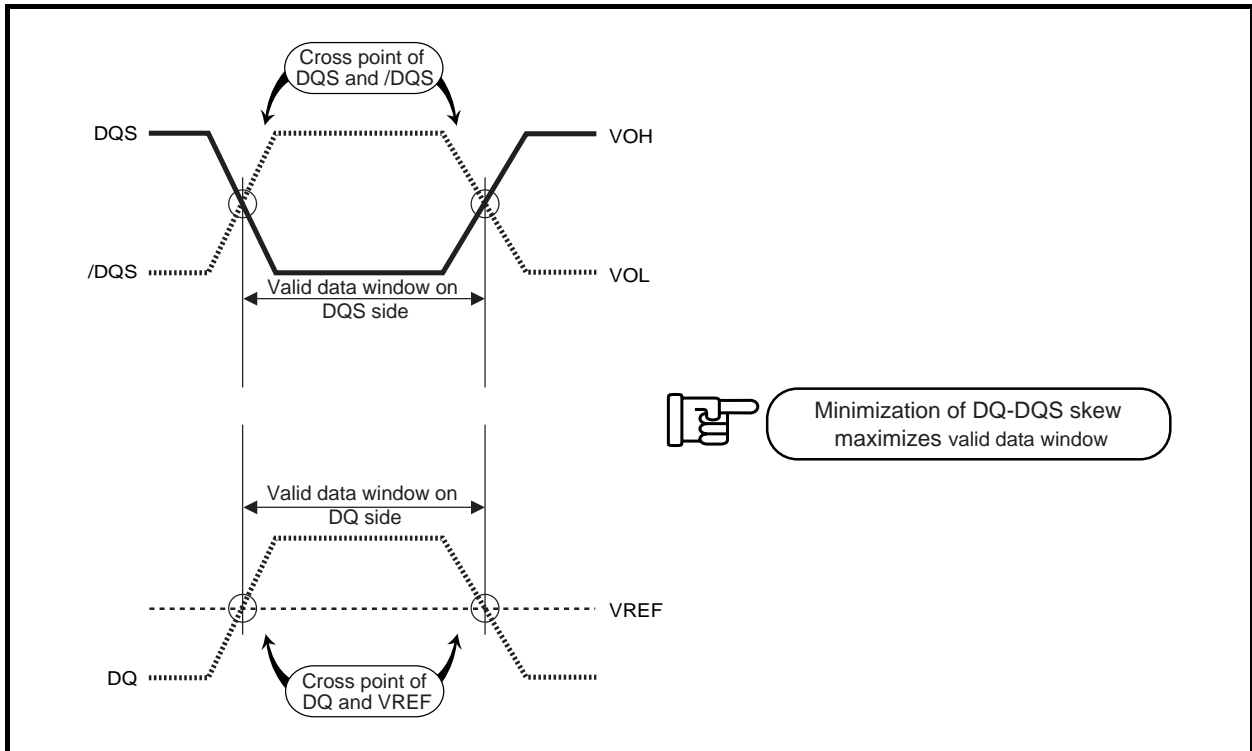 Cross point of
DQS and /DQS
DQS
VOH
/DQS
VOL
Valid data window on
DQS side
Minimization of DQ-DQS skew
maximizes valid data window
Valid data window on
DQ side
VREF
DQ
Cross point of
DQ and VREF